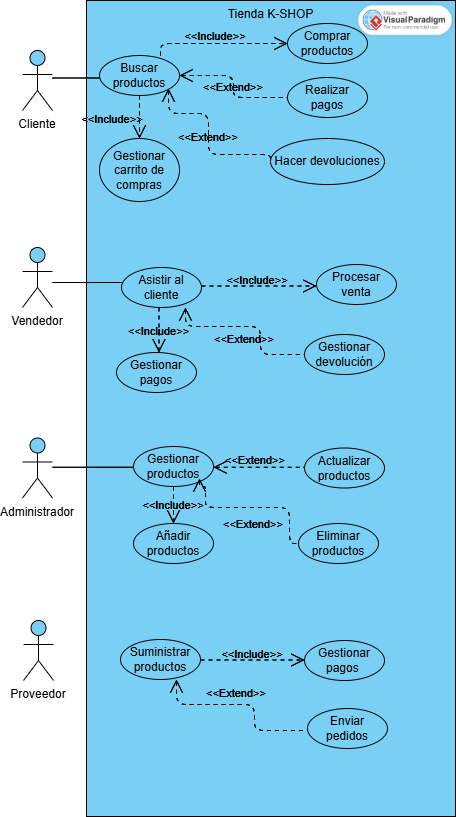 Tienda K-SHOP
Made with
Visual Paradigm
For non-commercial use
<<Include>>
Comprar
productos
Buscar
productos
<<Extend>>
Realizar
pagos
Cliente
<<Include>>
<<Extend>>
Gestionar
carrito de
compras
Hacer devoluciones
Asistir al
cliente
<<Include>>
Procesar
venta
Vendedor
<<Include>>
<<Extend>>
Gestionar
devolución
Gestionar
pagos
Gestionar
productos
<<Extend>>
Actualizar
productos
Administrador
<<Include>>
<<Extend>>
Añadir
productos
Eliminar
productos
Suministrar
productos
<<Include>>
Gestionar
pagos
Proveedor
<<Extend>>
Enviar
pedidos